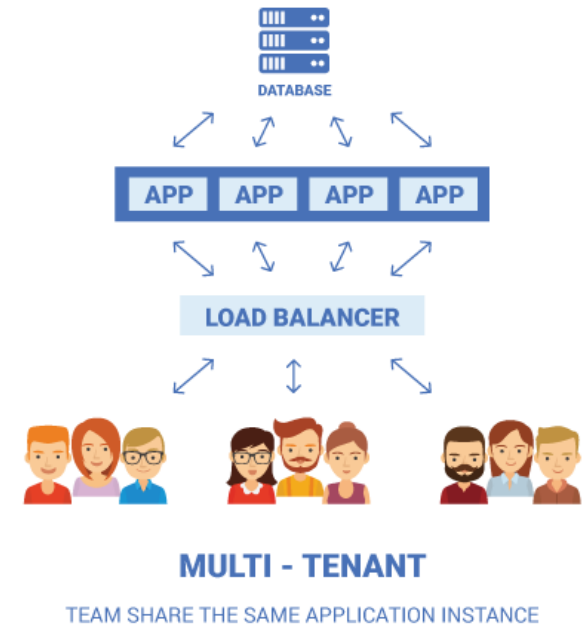 DATABASE
APP APP APP APP
LOAD BALANCER
MULTI - TENANT
TEAM SHARE THE SAME APPLICATION INSTANCE